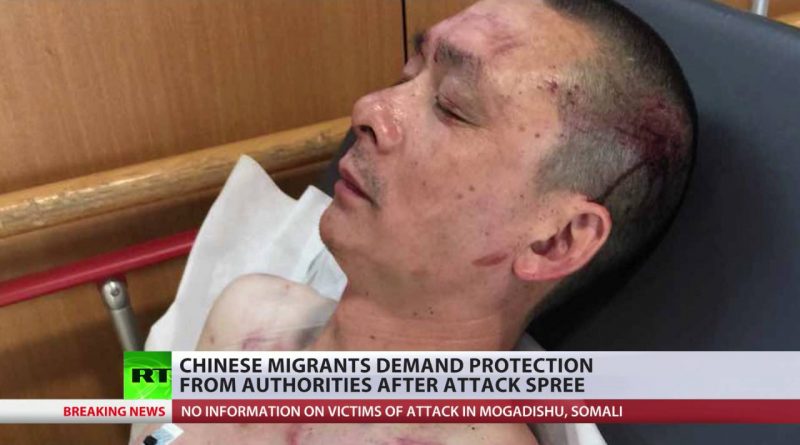 RT
CHINESE MIGRANTS DEMAND PROTECTION
FROM AUTHORITIES AFTER ATTACK SPREE
BREAKING NEWS NO INFORMATION ON VICTIMS OF ATTACK IN MOGADISHU, SOMALI